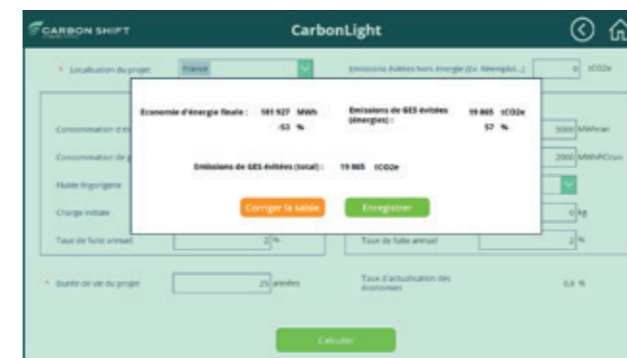 CARBON SHIFT
CarbonLight
* Localisation du projet
France
Emissions évitées hors énergie (Ex: Réemploi...)
0 tCO2e
Economie d'énergie finale : 181 927 MWh
-53 %
Emissions de GES évitées (énergies) :
19 865 tCO2e
57 %
Emissions de GES évitées (total) : 19 865 tCO2e
Corriger la saisie
Enregistrer
Consommation d'é
5000 MWh/an
Consommation de g
2000 MWhPCI/an
Fluide frigorigène
Charge initiale
0 kg
Taux de fuite annuel
2 %
Taux de fuite annuel
2 %
* Durée de vie du projet
25 années
Taux d'actualisation des
économies
Calculer